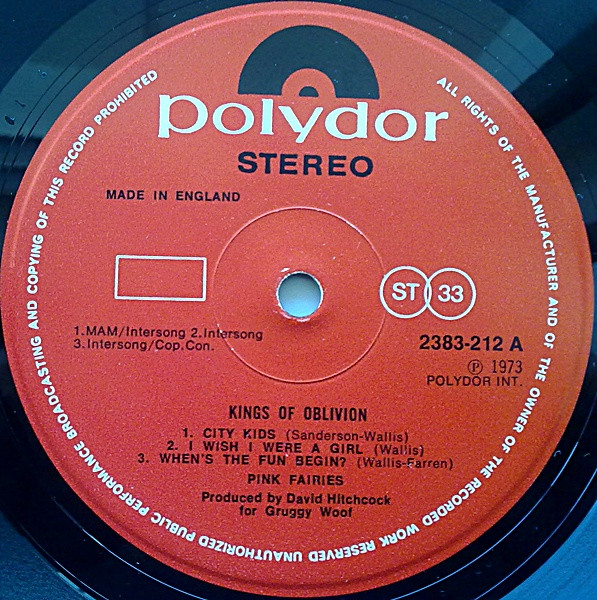 polydor
STEREO
MADE IN ENGLAND
ST 33
1.MAM/Intersong 2.Intersong
3.Intersong/Cop.Con.
2383-212 A
Ⓟ 1973
POLYDOR INT.
KINGS OF OBLIVION
1. CITY KIDS (Sanderson-Wallis)
2. I WISH I WERE A GIRL (Wallis)
3. WHEN'S THE FUN BEGIN? (Wallis-Farren)
PINK FAIRIES
Produced by David Hitchcock
for Gruggy Woof
ALL RIGHTS OF THE MANUFACTURER AND OF THE OWNER OF THE RECORDED WORK RESERVED UNAUTHORIZED PUBLIC PERFORMANCE BROADCASTING AND COPYING OF THIS RECORD PROHIBITED